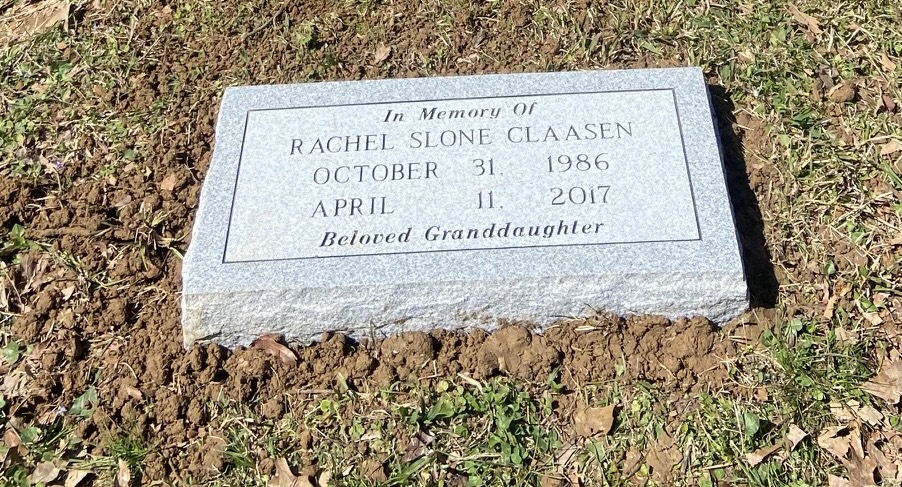 In Memory Of
RACHEL SLONE CLAASEN
OCTOBER 31, 1986
APRIL 11, 2017
Beloved Granddaughter